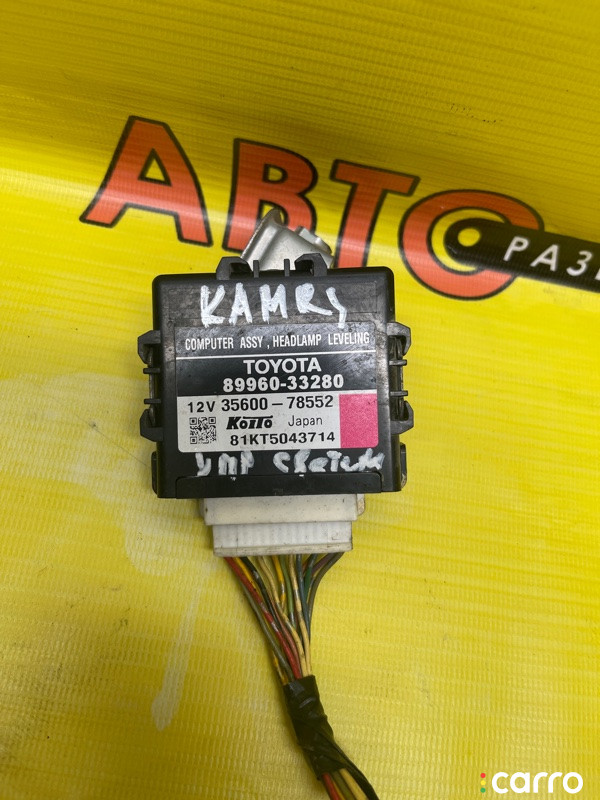 АВТО
РАЗ
KAMRY
COMPUTER ASSY , HEADLAMP LEVELING
TOYOTA
89960-33280
12V 35600-78552
KOITO Japan
81KT5043714
УПР светом
carro